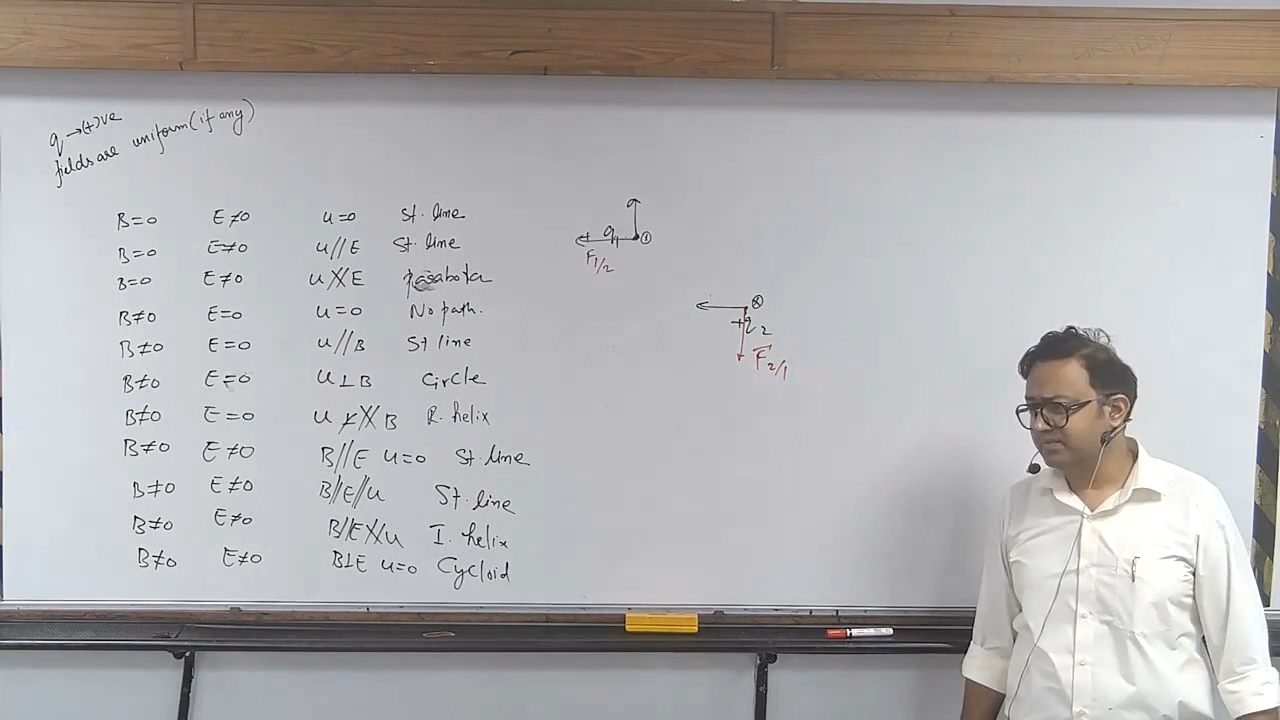 q → (+)ve
fields are uniform (if any)
B=0 E≠0 u=0 St. line
B=0 E≠0 u//E St. line
B=0 E≠0 u∦E parabola
B≠0 E=0 u=0 No path.
B≠0 E=0 u//B St line
B≠0 E=0 u⊥B Circle
B≠0 E=0 u⊥̸∦B R. helix
B≠0 E≠0 B//E u=0 St. line
B≠0 E≠0 B//E//u St. line
B≠0 E≠0 B//E∦u I. helix
B≠0 E≠0 B⊥E u=0 Cycloid
+q₁
F₁/₂
⊗
+q₂
F⃗₂/₁